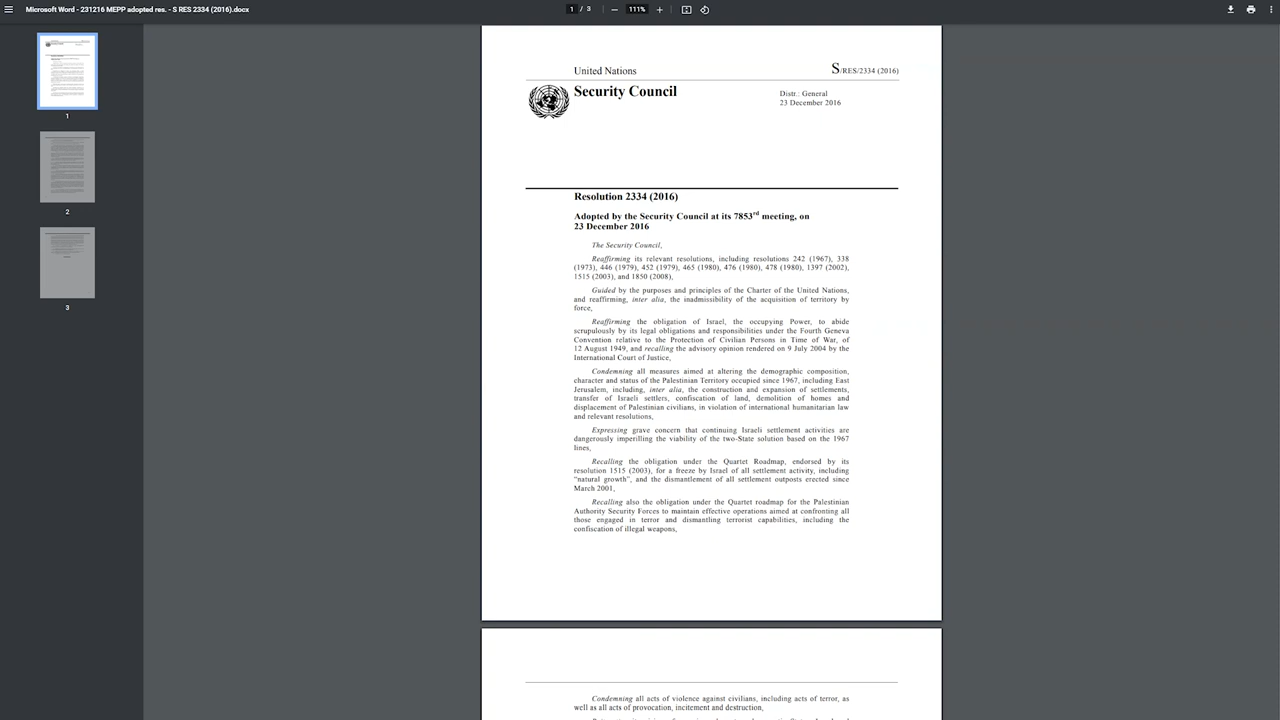 Microsoft Word - 231216 MEPP adopted res. - S RES 2334 (2016).docx
1 / 3
111%
1
2
3
United Nations
S/RES/2334 (2016)
Security Council
Distr.: General
23 December 2016
Resolution 2334 (2016)
Adopted by the Security Council at its 7853rd meeting, on
23 December 2016
The Security Council,
Reaffirming its relevant resolutions, including resolutions 242 (1967), 338
(1973), 446 (1979), 452 (1979), 465 (1980), 476 (1980), 478 (1980), 1397 (2002),
1515 (2003), and 1850 (2008),
Guided by the purposes and principles of the Charter of the United Nations,
and reaffirming, inter alia, the inadmissibility of the acquisition of territory by
force,
Reaffirming the obligation of Israel, the occupying Power, to abide
scrupulously by its legal obligations and responsibilities under the Fourth Geneva
Convention relative to the Protection of Civilian Persons in Time of War, of
12 August 1949, and recalling the advisory opinion rendered on 9 July 2004 by the
International Court of Justice,
Condemning all measures aimed at altering the demographic composition,
character and status of the Palestinian Territory occupied since 1967, including East
Jerusalem, including, inter alia, the construction and expansion of settlements,
transfer of Israeli settlers, confiscation of land, demolition of homes and
displacement of Palestinian civilians, in violation of international humanitarian law
and relevant resolutions,
Expressing grave concern that continuing Israeli settlement activities are
dangerously imperilling the viability of the two-State solution based on the 1967
lines,
Recalling the obligation under the Quartet Roadmap, endorsed by its
resolution 1515 (2003), for a freeze by Israel of all settlement activity, including
“natural growth”, and the dismantlement of all settlement outposts erected since
March 2001,
Recalling also the obligation under the Quartet roadmap for the Palestinian
Authority Security Forces to maintain effective operations aimed at confronting all
those engaged in terror and dismantling terrorist capabilities, including the
confiscation of illegal weapons,
Condemning all acts of violence against civilians, including acts of terror, as
well as all acts of provocation, incitement and destruction,